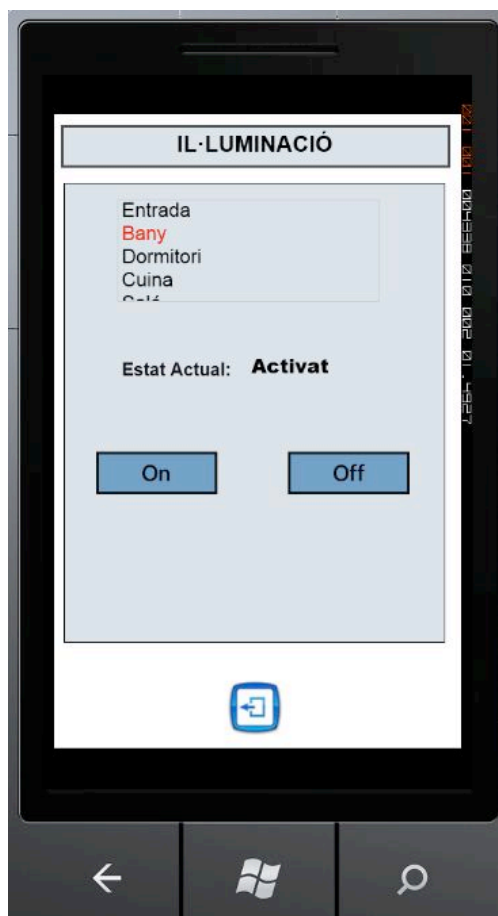 IL·LUMINACIÓ
Entrada
Bany
Dormitori
Cuina
Estat Actual: Activat
On
Off